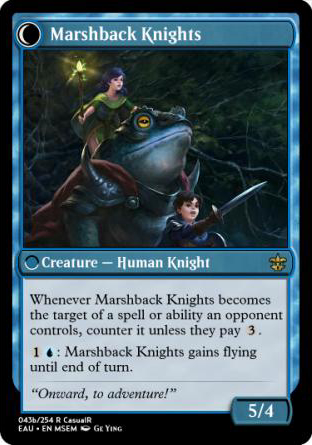 Marshback Knights
Creature — Human Knight
Whenever Marshback Knights becomes
the target of a spell or ability an opponent
controls, counter it unless they pay 3.
1 : Marshback Knights gains flying
until end of turn.
“Onward, to adventure!”
5/4
043b/254 R CasualR
EAU • EN MSEM Ge Ying